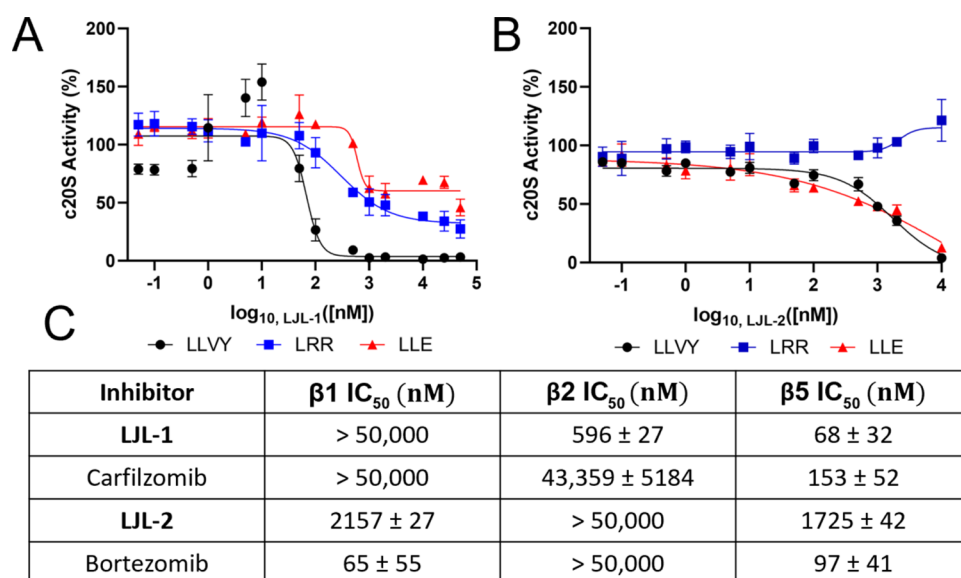 A
B
200
150
100
50
0
c20S Activity (%)
-1 0 1 2 3 4 5
log10, LJL-1([nM])
LLVY LRR LLE
200
150
100
50
0
c20S Activity (%)
-1 0 1 2 3 4
log10, LJL-2([nM])
LLVY LRR LLE
C
Inhibitor β1 IC50 (nM) β2 IC50 (nM) β5 IC50 (nM)
LJL-1 > 50,000 596 ± 27 68 ± 32
Carfilzomib > 50,000 43,359 ± 5184 153 ± 52
LJL-2 2157 ± 27 > 50,000 1725 ± 42
Bortezomib 65 ± 55 > 50,000 97 ± 41